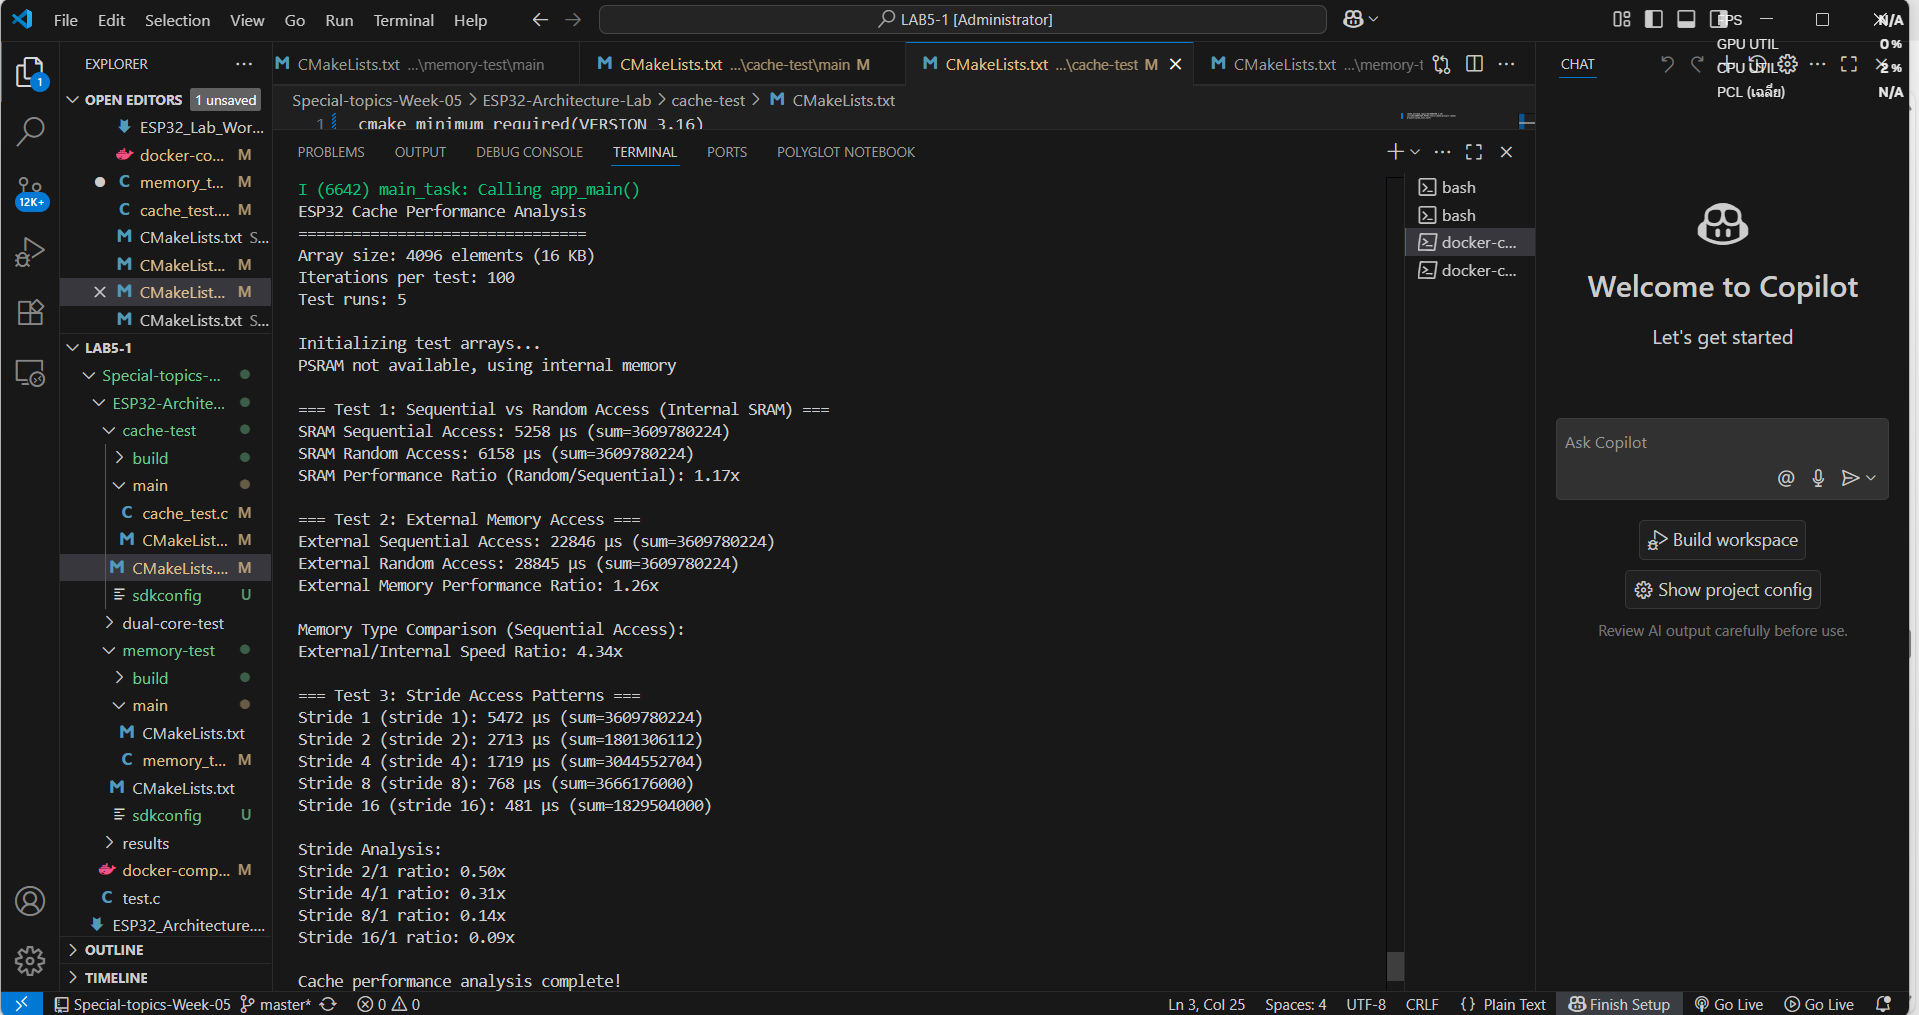 File Edit Selection View Go Run Terminal Help
LAB5-1 [Administrator]
FPS N/A
GPU UTIL 0 %
CPU UTIL 2 %
PCL (เฉลี่ย) N/A
EXPLORER
CMakeLists.txt ...\memory-test\main
CMakeLists.txt ...\cache-test\main M
CMakeLists.txt ...\cache-test M
CMakeLists.txt ...\memory-t
CHAT
OPEN EDITORS 1 unsaved
ESP32_Lab_Wor...
docker-co... M
memory_t... M
cache_test.... M
CMakeLists.txt S...
CMakeList... M
CMakeList... M
CMakeLists.txt S...
1
12K+
LAB5-1
Special-topics-...
ESP32-Archite...
cache-test
build
main
cache_test.c M
CMakeList... M
CMakeLists.... M
sdkconfig U
dual-core-test
memory-test
build
main
CMakeLists.txt
memory_t... M
CMakeLists.txt
sdkconfig U
results
docker-comp... M
test.c
ESP32_Architecture....
OUTLINE
TIMELINE
Special-topics-Week-05 > ESP32-Architecture-Lab > cache-test > CMakeLists.txt
1 cmake_minimum_required(VERSION 3.16)
PROBLEMS OUTPUT DEBUG CONSOLE TERMINAL PORTS POLYGLOT NOTEBOOK
I (6642) main_task: Calling app_main()
ESP32 Cache Performance Analysis
================================
Array size: 4096 elements (16 KB)
Iterations per test: 100
Test runs: 5
Initializing test arrays...
PSRAM not available, using internal memory
=== Test 1: Sequential vs Random Access (Internal SRAM) ===
SRAM Sequential Access: 5258 μs (sum=3609780224)
SRAM Random Access: 6158 μs (sum=3609780224)
SRAM Performance Ratio (Random/Sequential): 1.17x
=== Test 2: External Memory Access ===
External Sequential Access: 22846 μs (sum=3609780224)
External Random Access: 28845 μs (sum=3609780224)
External Memory Performance Ratio: 1.26x
Memory Type Comparison (Sequential Access):
External/Internal Speed Ratio: 4.34x
=== Test 3: Stride Access Patterns ===
Stride 1 (stride 1): 5472 μs (sum=3609780224)
Stride 2 (stride 2): 2713 μs (sum=1801306112)
Stride 4 (stride 4): 1719 μs (sum=3044552704)
Stride 8 (stride 8): 768 μs (sum=3666176000)
Stride 16 (stride 16): 481 μs (sum=1829504000)
Stride Analysis:
Stride 2/1 ratio: 0.50x
Stride 4/1 ratio: 0.31x
Stride 8/1 ratio: 0.14x
Stride 16/1 ratio: 0.09x
Cache performance analysis complete!
bash
bash
docker-c...
docker-c...
Welcome to Copilot
Let's get started
Ask Copilot
Build workspace
Show project config
Review AI output carefully before use.
Special-topics-Week-05 master* 0 0 Ln 3, Col 25 Spaces: 4 UTF-8 CRLF {} Plain Text Finish Setup Go Live Go Live